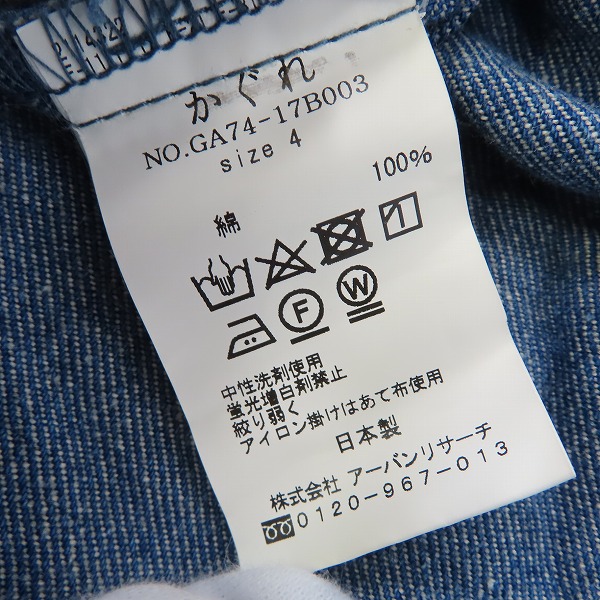 かぐれ
NO.GA74-17B003
size 4
綿 100%
F W
中性洗剤使用
蛍光増白剤禁止
絞り弱く
アイロン掛けはあて布使用
日本製
株式会社 アーバンリサーチ
0120-967-013